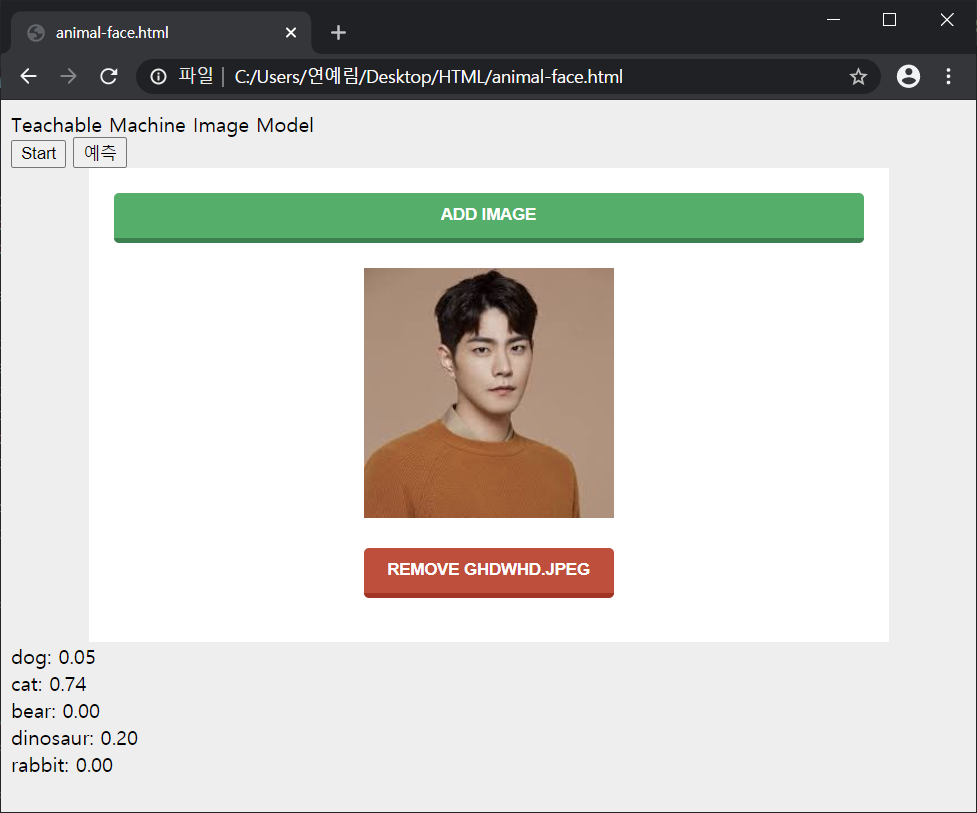 animal-face.html
파일 | C:/Users/연예림/Desktop/HTML/animal-face.html
Teachable Machine Image Model
Start 예측
ADD IMAGE
REMOVE GHDWHD.JPEG
dog: 0.05
cat: 0.74
bear: 0.00
dinosaur: 0.20
rabbit: 0.00